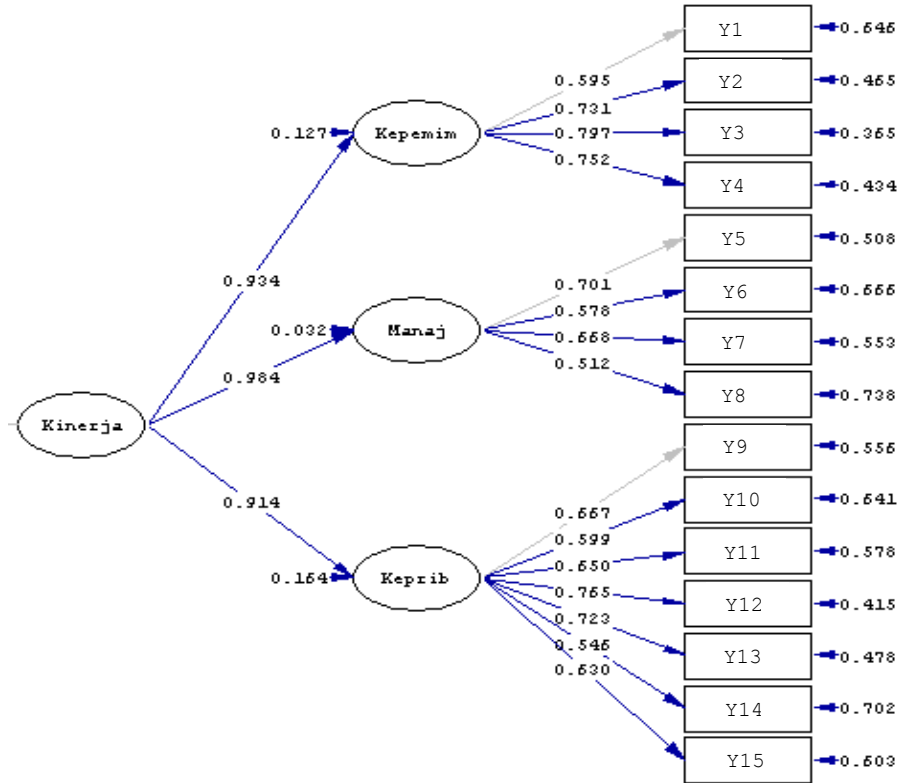 Y1 0.646
0.595
Y2 0.465
0.731
0.127 Kepemim 0.797 Y3 0.365
0.752
Y4 0.434
Y5 0.508
0.934
0.701
Y6 0.666
0.578
0.032 Manaj
0.668 Y7 0.553
0.512
0.984
Y8 0.738
Kinerja
Y9 0.556
0.914
Y10 0.641
0.667
0.599
Y11 0.578
0.650
0.164 Keprib
0.765
Y12 0.415
0.723
0.546
Y13 0.478
0.630
Y14 0.702
Y15 0.603